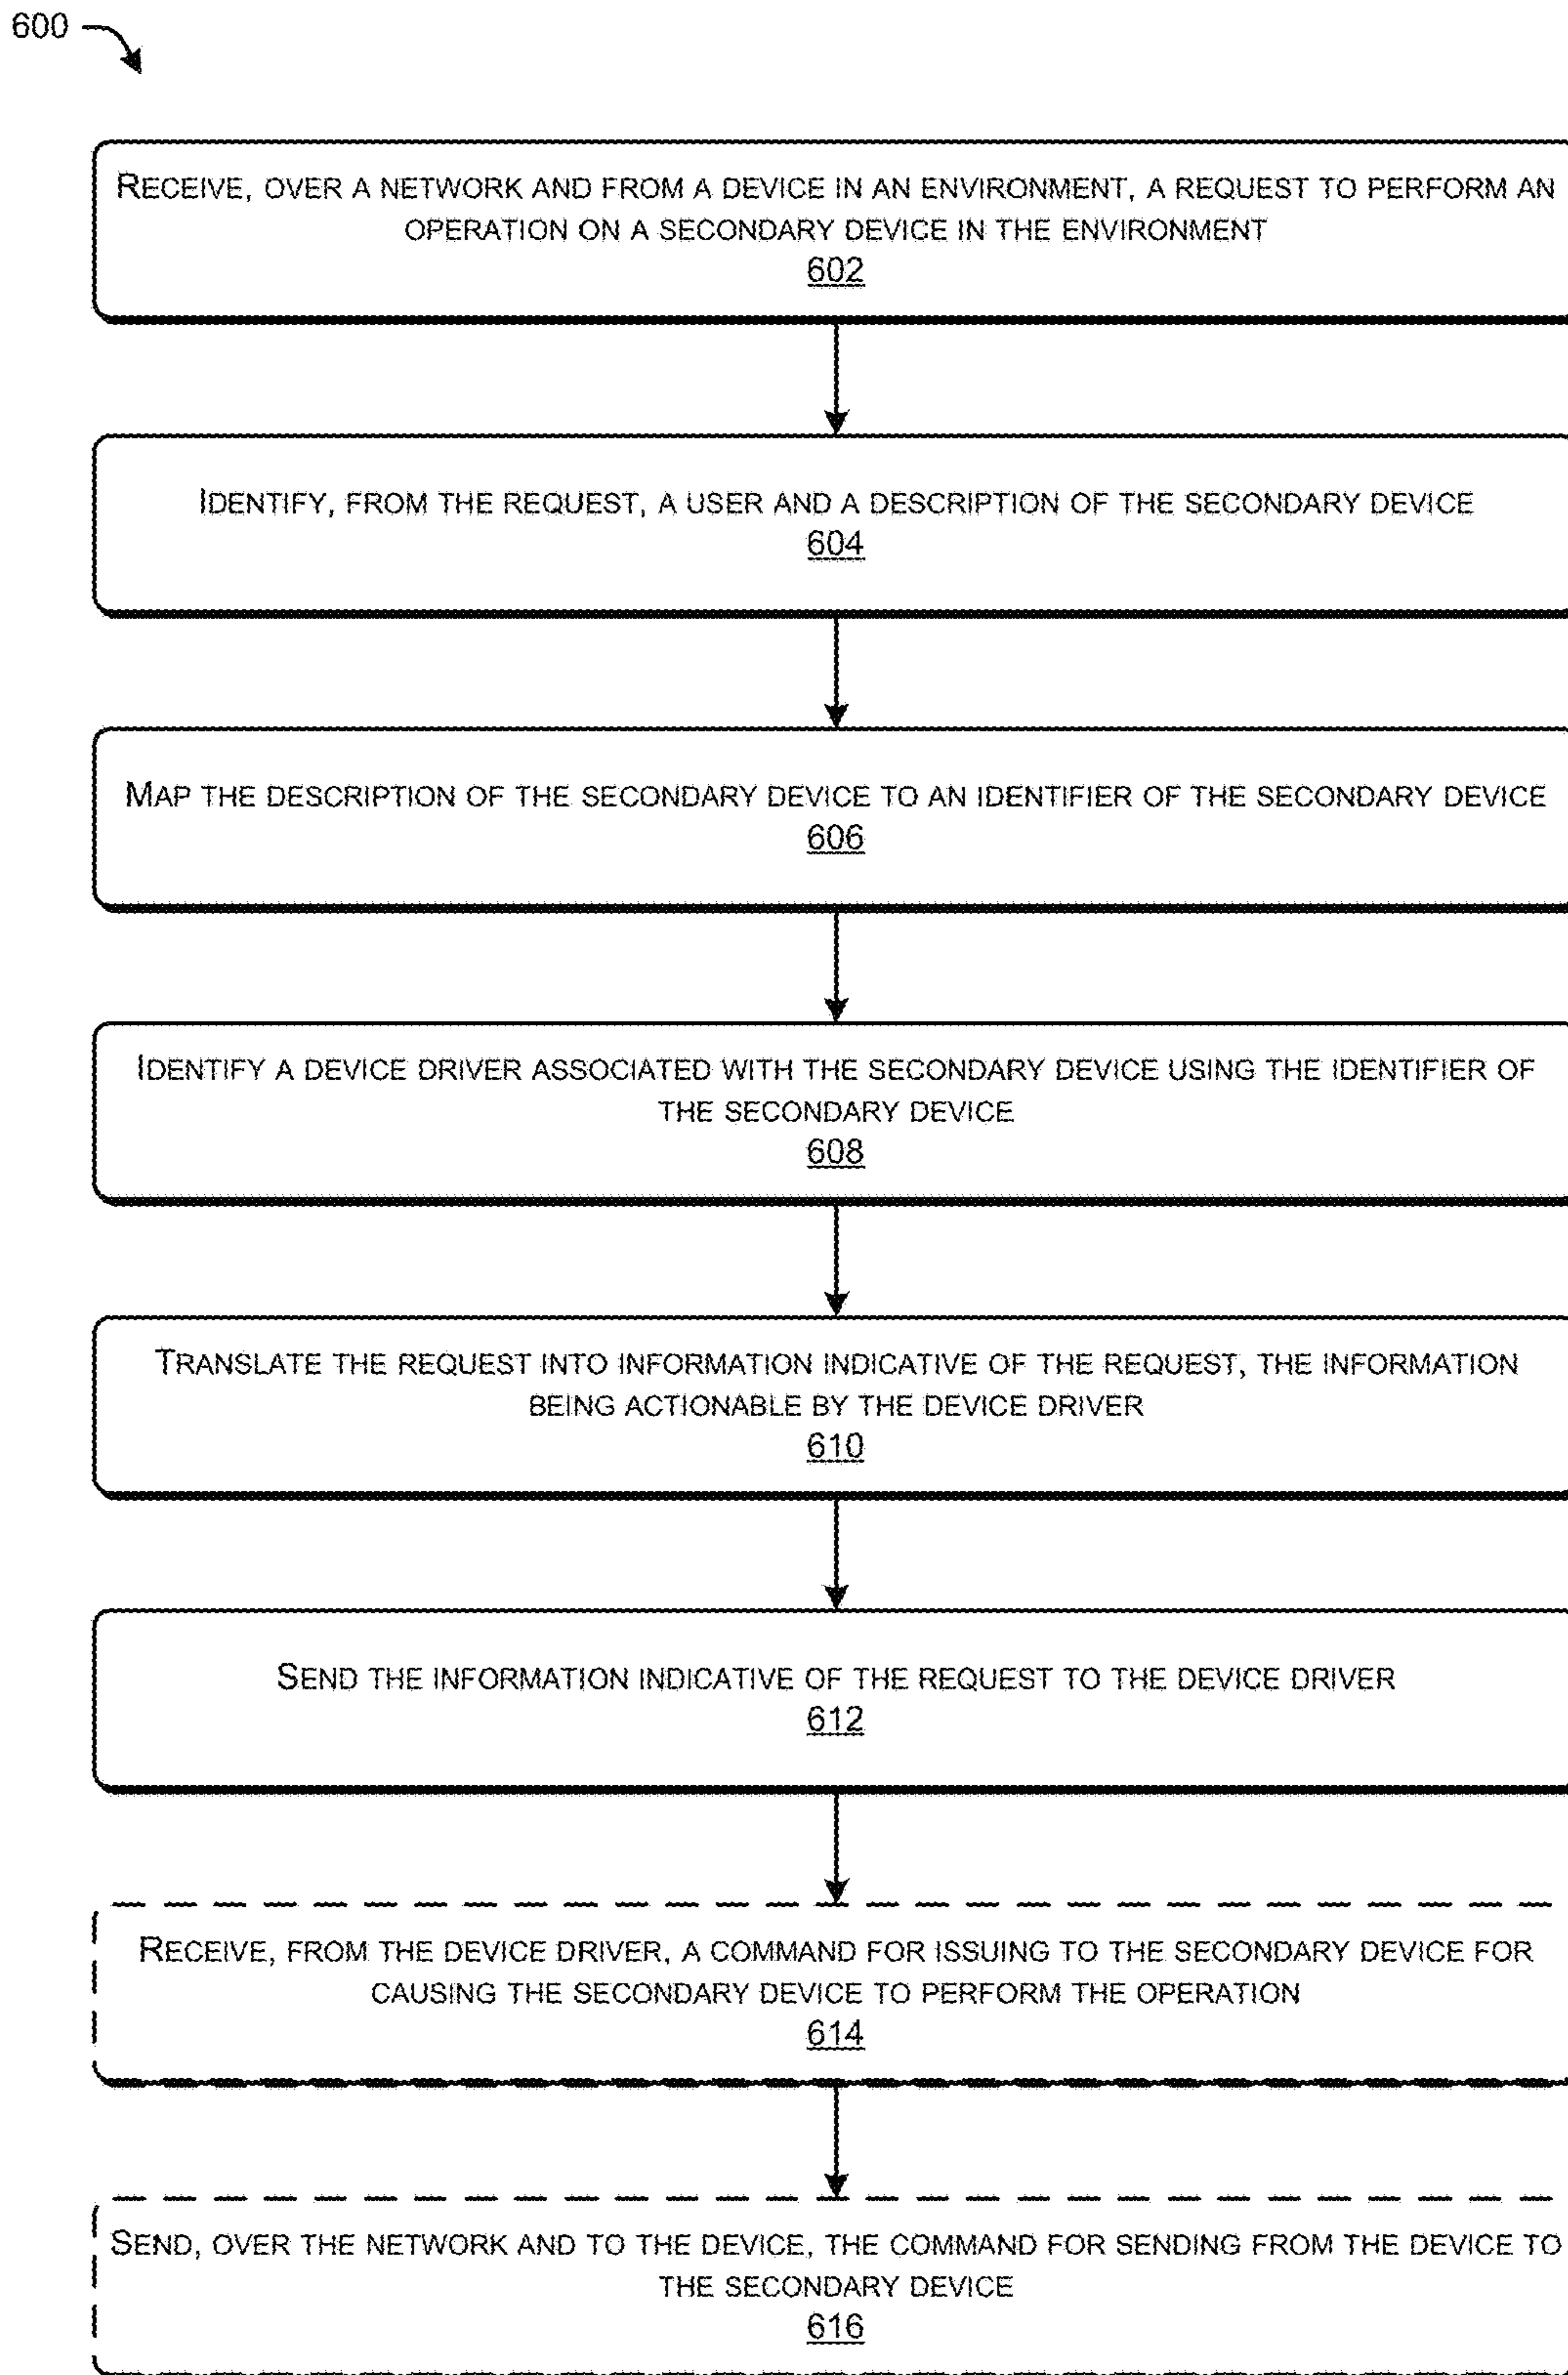 600
RECEIVE, OVER A NETWORK AND FROM A DEVICE IN AN ENVIRONMENT, A REQUEST TO PERFORM AN
OPERATION ON A SECONDARY DEVICE IN THE ENVIRONMENT
602
IDENTIFY, FROM THE REQUEST, A USER AND A DESCRIPTION OF THE SECONDARY DEVICE
604
MAP THE DESCRIPTION OF THE SECONDARY DEVICE TO AN IDENTIFIER OF THE SECONDARY DEVICE
606
IDENTIFY A DEVICE DRIVER ASSOCIATED WITH THE SECONDARY DEVICE USING THE IDENTIFIER OF
THE SECONDARY DEVICE
608
TRANSLATE THE REQUEST INTO INFORMATION INDICATIVE OF THE REQUEST, THE INFORMATION
BEING ACTIONABLE BY THE DEVICE DRIVER
610
SEND THE INFORMATION INDICATIVE OF THE REQUEST TO THE DEVICE DRIVER
612
RECEIVE, FROM THE DEVICE DRIVER, A COMMAND FOR ISSUING TO THE SECONDARY DEVICE FOR
CAUSING THE SECONDARY DEVICE TO PERFORM THE OPERATION
614
SEND, OVER THE NETWORK AND TO THE DEVICE, THE COMMAND FOR SENDING FROM THE DEVICE TO
THE SECONDARY DEVICE
616